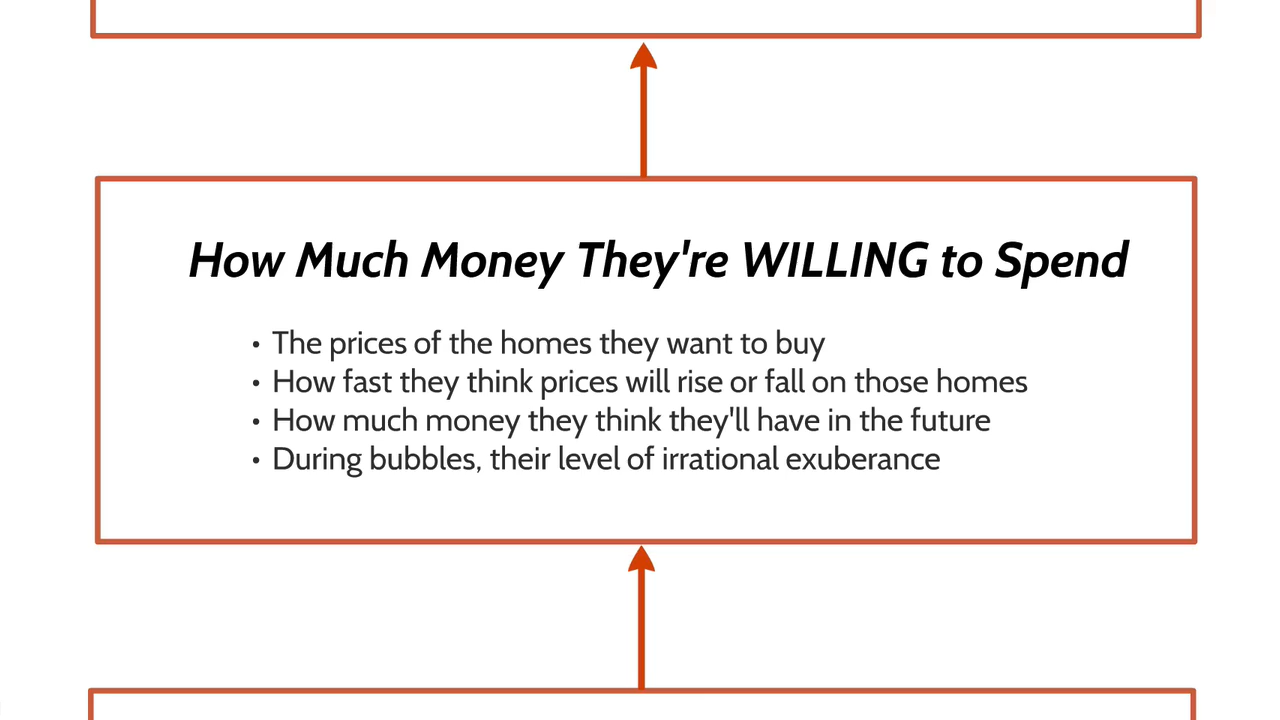 How Much Money They're WILLING to Spend
• The prices of the homes they want to buy
• How fast they think prices will rise or fall on those homes
• How much money they think they'll have in the future
• During bubbles, their level of irrational exuberance